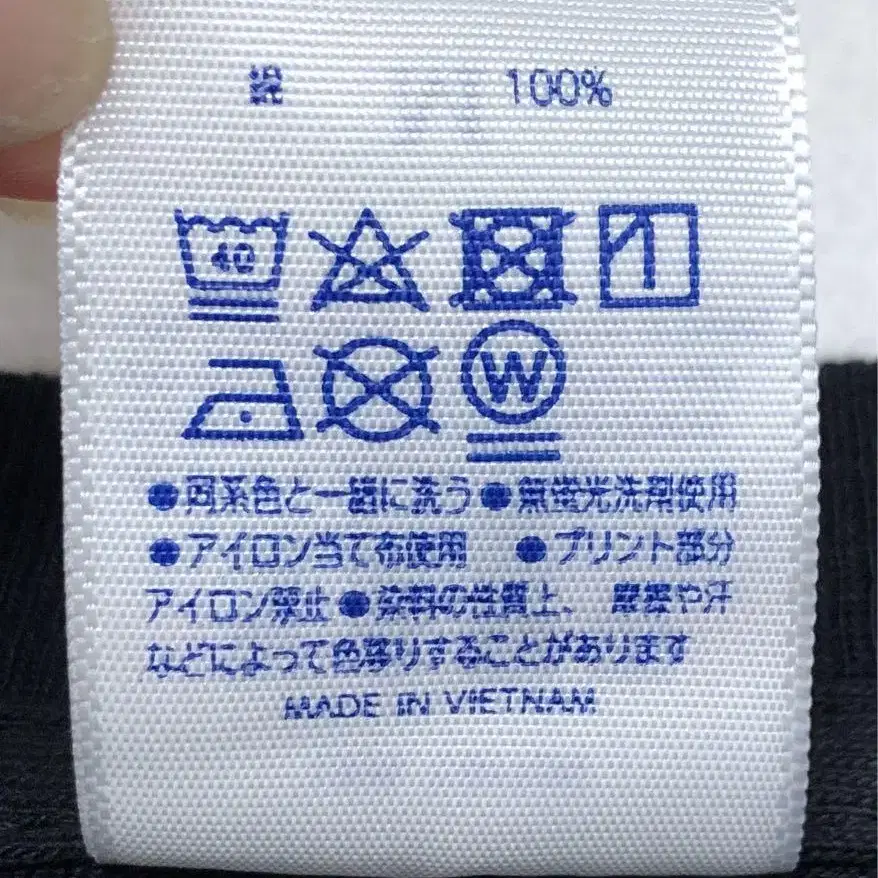 綿 100%
40
W
●同系色と一緒に洗う●無蛍光洗剤使用
●アイロン当て布使用 ●プリント部分
アイロン禁止●染料の性質上、摩擦や汗
などによって色移りすることがあります
MADE IN VIETNAM